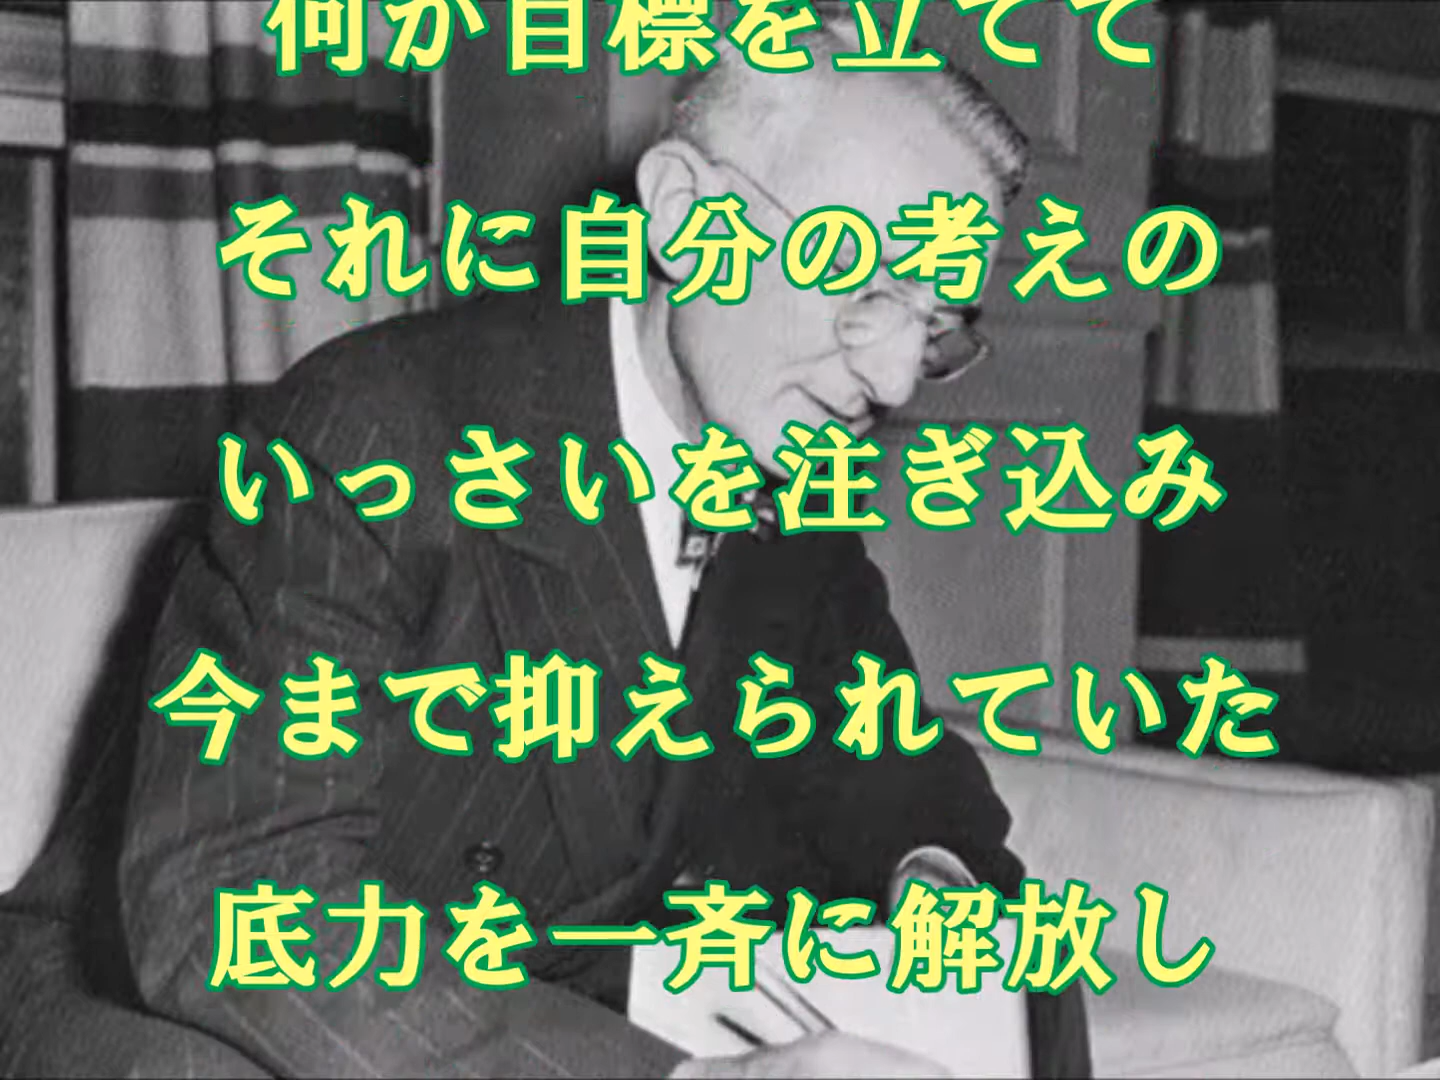 何か目標を立てて
それに自分の考えの
いっさいを注ぎ込み
今まで抑えられていた
底力を一斉に解放し